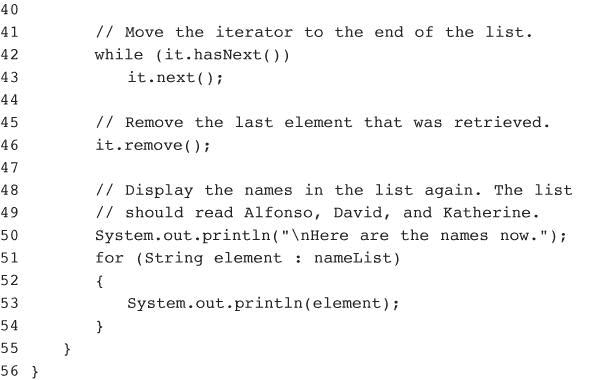 40
41        // Move the iterator to the end of the list.
42        while (it.hasNext())
43            it.next();
44
45        // Remove the last element that was retrieved.
46        it.remove();
47
48        // Display the names in the list again. The list
49        // should read Alfonso, David, and Katherine.
50        System.out.println("\nHere are the names now.");
51        for (String element : nameList)
52        {
53            System.out.println(element);
54        }
55    }
56 }